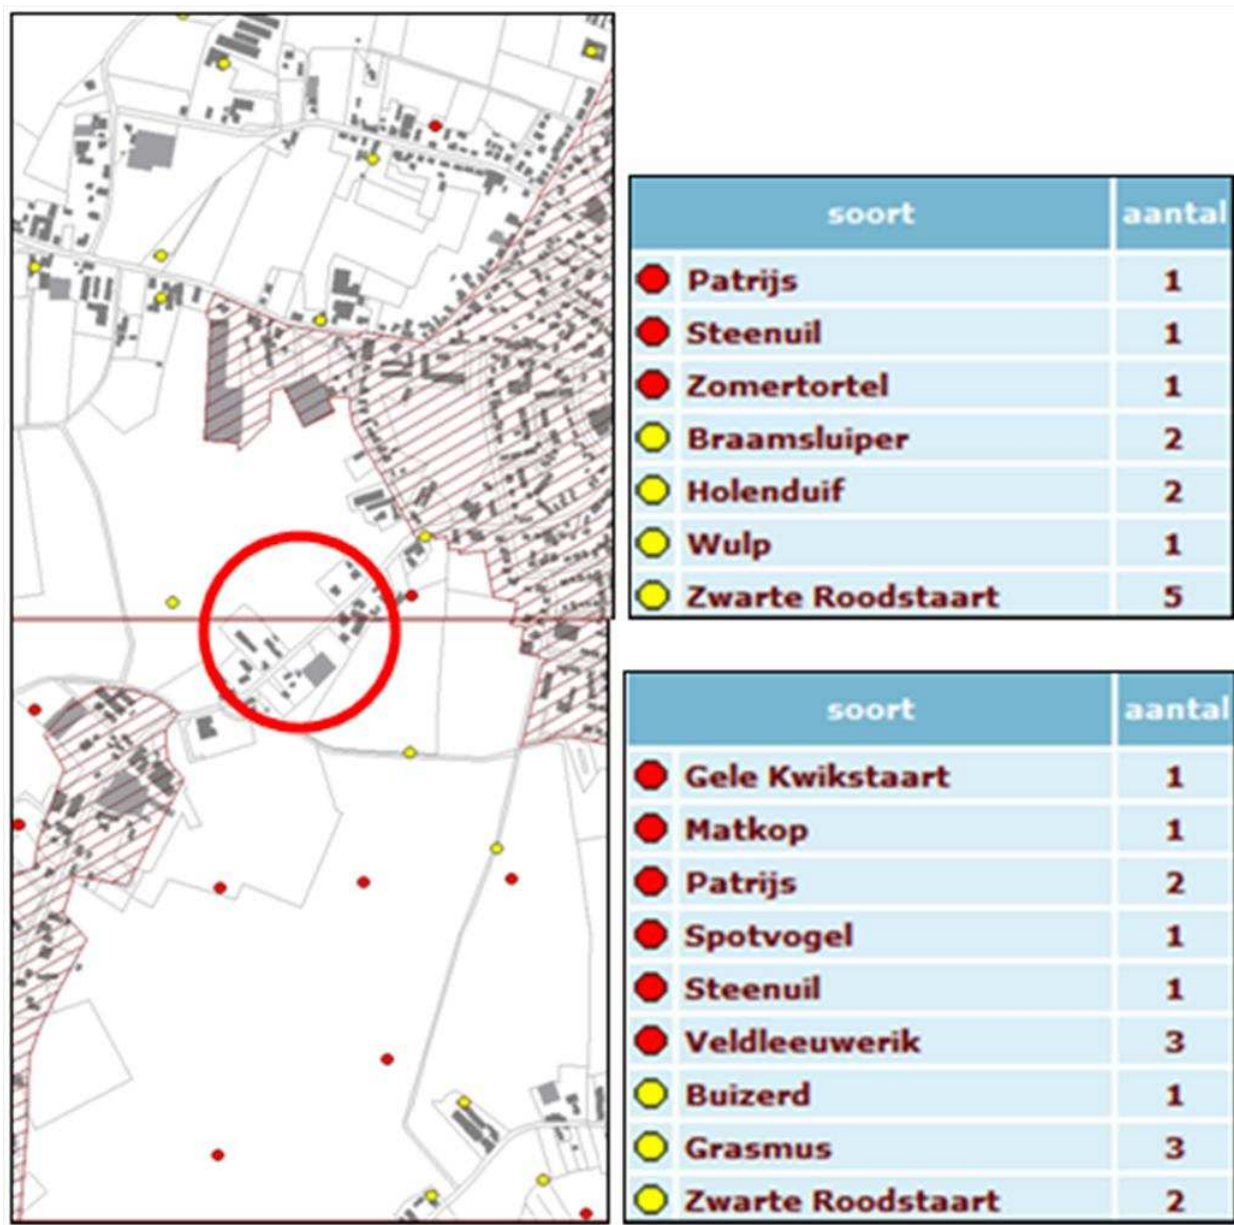 soort aantal
Patrijs 1
Steenuil 1
Zomertortel 1
Braamsluiper 2
Holenduif 2
Wulp 1
Zwarte Roodstaart 5
soort aantal
Gele Kwikstaart 1
Matkop 1
Patrijs 2
Spotvogel 1
Steenuil 1
Veldleeuwerik 3
Buizerd 1
Grasmus 3
Zwarte Roodstaart 2